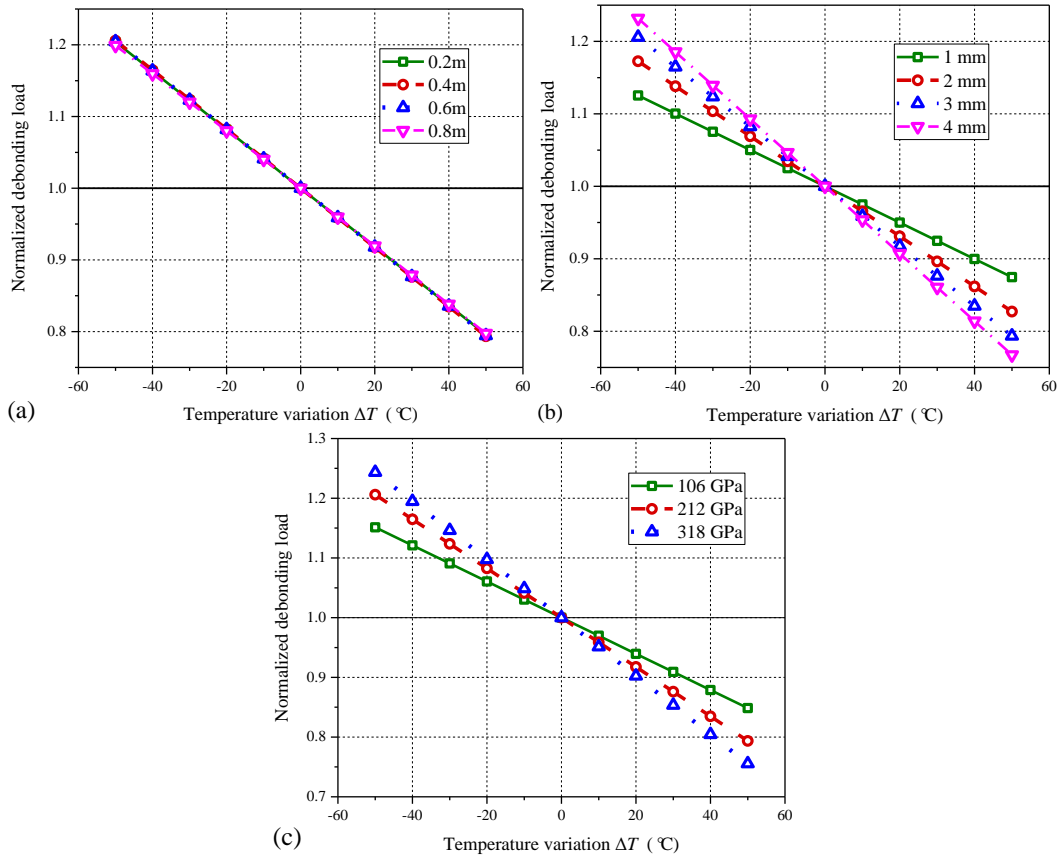 Normalized debonding load
1.2
1.1
1.0
0.9
0.8
0.2m
0.4m
0.6m
0.8m
-60 -40 -20 0 20 40 60
Temperature variation ΔT ( °C)
(a)
Normalized debonding load
1.2
1.1
1.0
0.9
0.8
1 mm
2 mm
3 mm
4 mm
-60 -40 -20 0 20 40 60
Temperature variation ΔT ( °C)
(b)
Normalized debonding load
1.3
1.2
1.1
1.0
0.9
0.8
0.7
106 GPa
212 GPa
318 GPa
-60 -40 -20 0 20 40 60
Temperature variation ΔT ( °C)
(c)